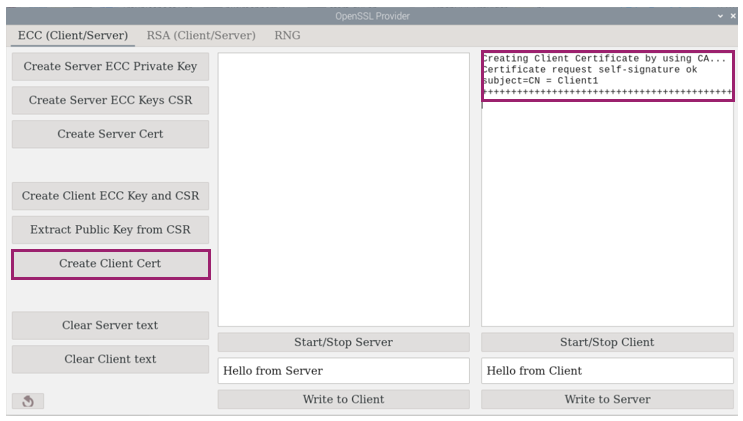 OpenSSL Provider
ECC (Client/Server) RSA (Client/Server) RNG
Create Server ECC Private Key
Create Server ECC Keys CSR
Create Server Cert
Create Client ECC Key and CSR
Extract Public Key from CSR
Create Client Cert
Clear Server text
Clear Client text
Start/Stop Server
Hello from Server
Write to Client
Creating Client Certificate by using CA...
Certificate request self-signature ok
subject=CN = Client1
+++++++++++++++++++++++++++++++++++++++++++
Start/Stop Client
Hello from Client
Write to Server